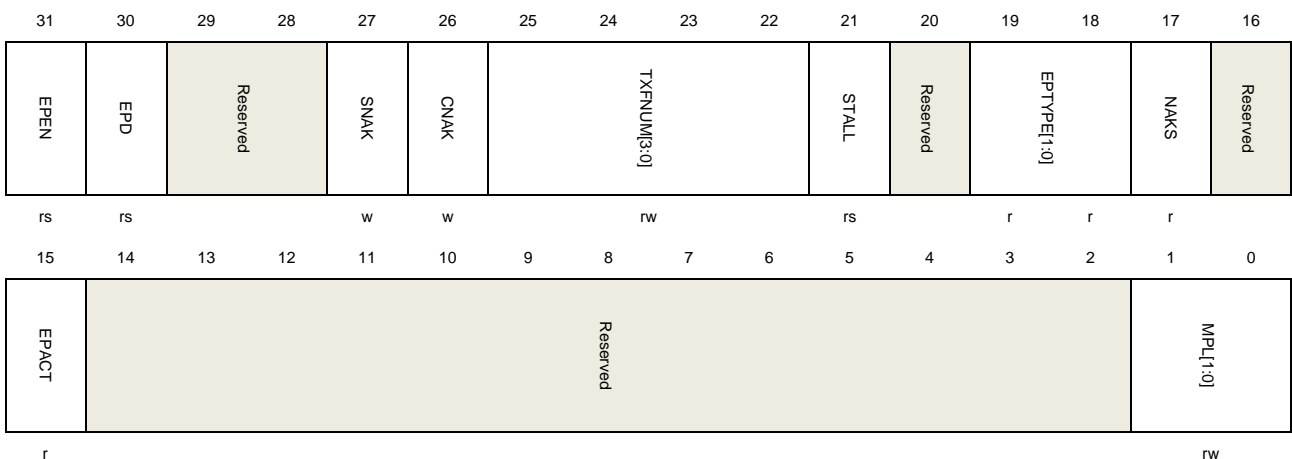 31 30 29 28 27 26 25 24 23 22 21 20 19 18 17 16
EPEN EPD Reserved SNAK CNAK TXFNUM[3:0] STALL Reserved EPTYPE[1:0] NAKS Reserved
rs rs w w rw rs r r r
15 14 13 12 11 10 9 8 7 6 5 4 3 2 1 0
EPACT Reserved MPL[1:0]
r rw